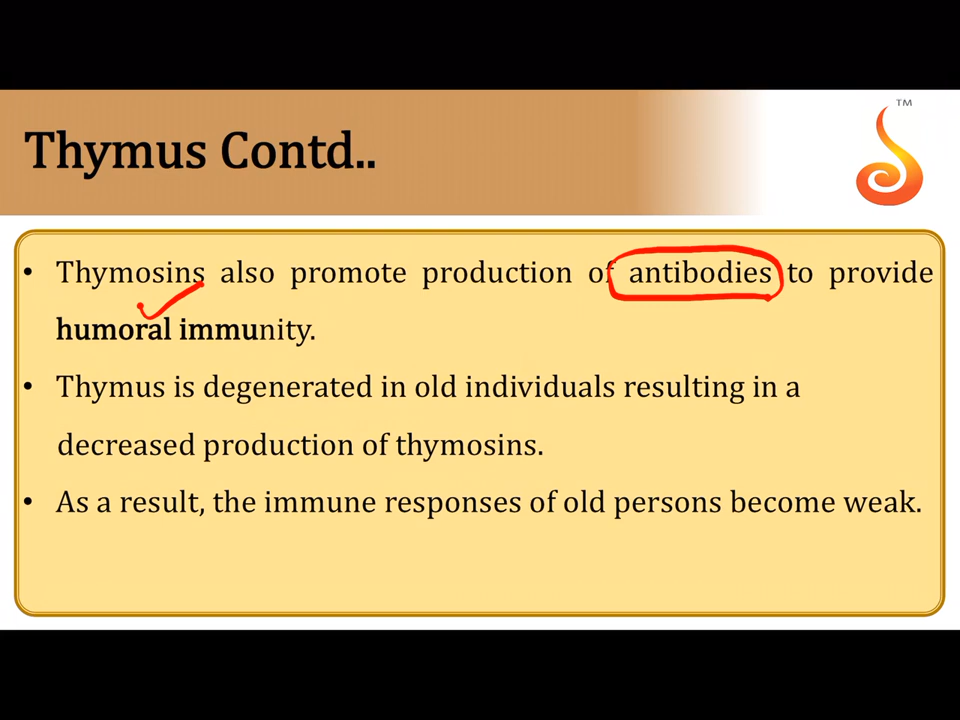 TM
Thymus Contd..
• Thymosins also promote production of antibodies to provide
humoral immunity.
• Thymus is degenerated in old individuals resulting in a
decreased production of thymosins.
• As a result, the immune responses of old persons become weak.